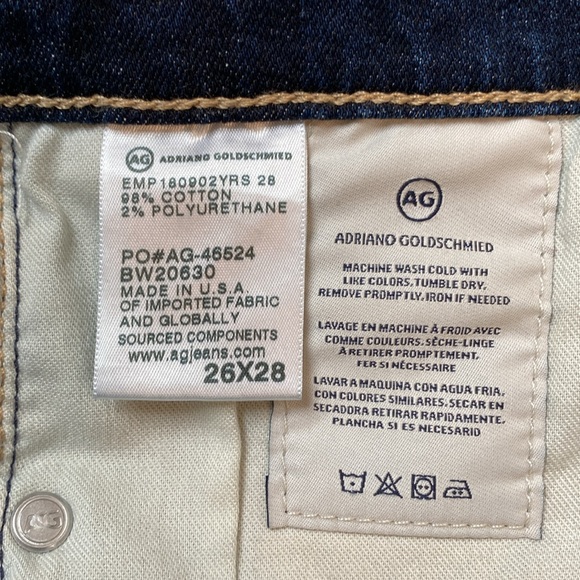 AG ADRIANO GOLDSCHMIED
EMP180902YRS 28
98% COTTON
2% POLYURETHANE
PO#AG-46524
BW20630
MADE IN U.S.A.
OF IMPORTED FABRIC
AND GLOBALLY
SOURCED COMPONENTS
www.agjeans.com
26X28
AG
ADRIANO GOLDSCHMIED
MACHINE WASH COLD WITH
LIKE COLORS. TUMBLE DRY.
REMOVE PROMPTLY. IRON IF NEEDED
LAVAGE EN MACHINE À FROID AVEC
COMME COULEURS. SÈCHE-LINGE
À RETIRER PROMPTEMENT.
FER SI NÉCESSAIRE
LAVAR A MAQUINA CON AGUA FRIA.
CON COLORES SIMILARES. SECAR EN
SECADORA RETIRAR RAPIDAMENTE.
PLANCHA SI ES NECESARIO
AG